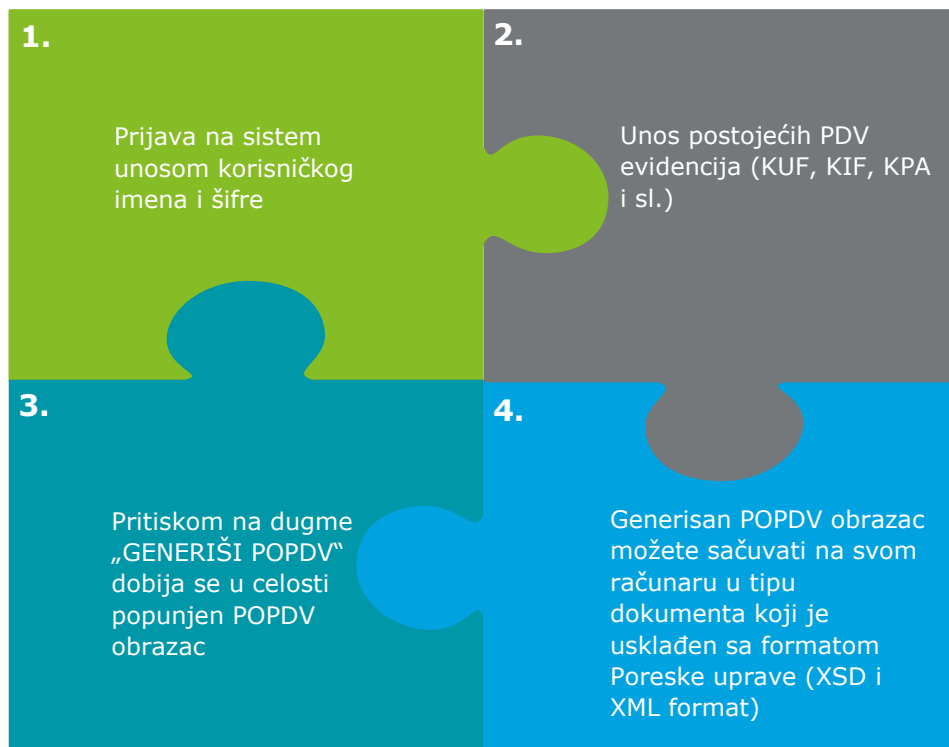 1.
Prijava na sistem
unosom korisničkog
imena i šifre
2.
Unos postojećih PDV
evidencija (KUF, KIF, KPA
i sl.)
3.
Pritiskom na dugme
„GENERIŠI POPDV“
dobija se u celosti
popunjen POPDV
obrazac
4.
Generisan POPDV obrazac
možete sačuvati na svom
računaru u tipu
dokumenta koji je
usklađen sa formatom
Poreske uprave (XSD i
XML format)